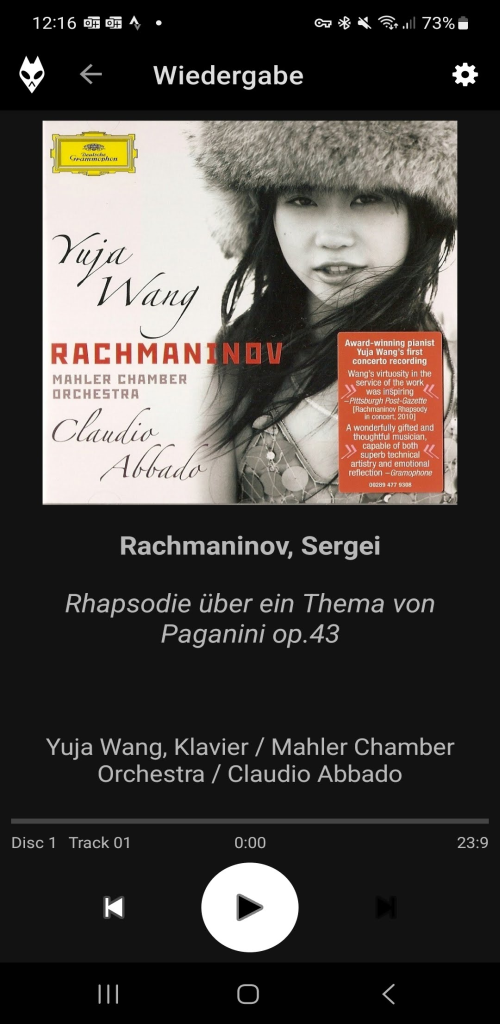 12:16
73%
Wiedergabe
Deutsche
Grammophon
Yuja
Wang
RACHMANINOV
MAHLER CHAMBER
ORCHESTRA
Claudio
Abbado
Award-winning pianist
Yuja Wang's first
concerto recording
Wang's virtuosity in the
service of the work
was inspiring
–Pittsburgh Post-Gazette
[Rachmaninov Rhapsody
in concert, 2010]
A wonderfully gifted and
thoughtful musician,
capable of both
superb technical
artistry and emotional
reflection –Gramophone
00289 477 9308
Rachmaninov, Sergei
Rhapsodie über ein Thema von
Paganini op.43
Yuja Wang, Klavier / Mahler Chamber
Orchestra / Claudio Abbado
Disc 1 Track 01 0:00 23:9